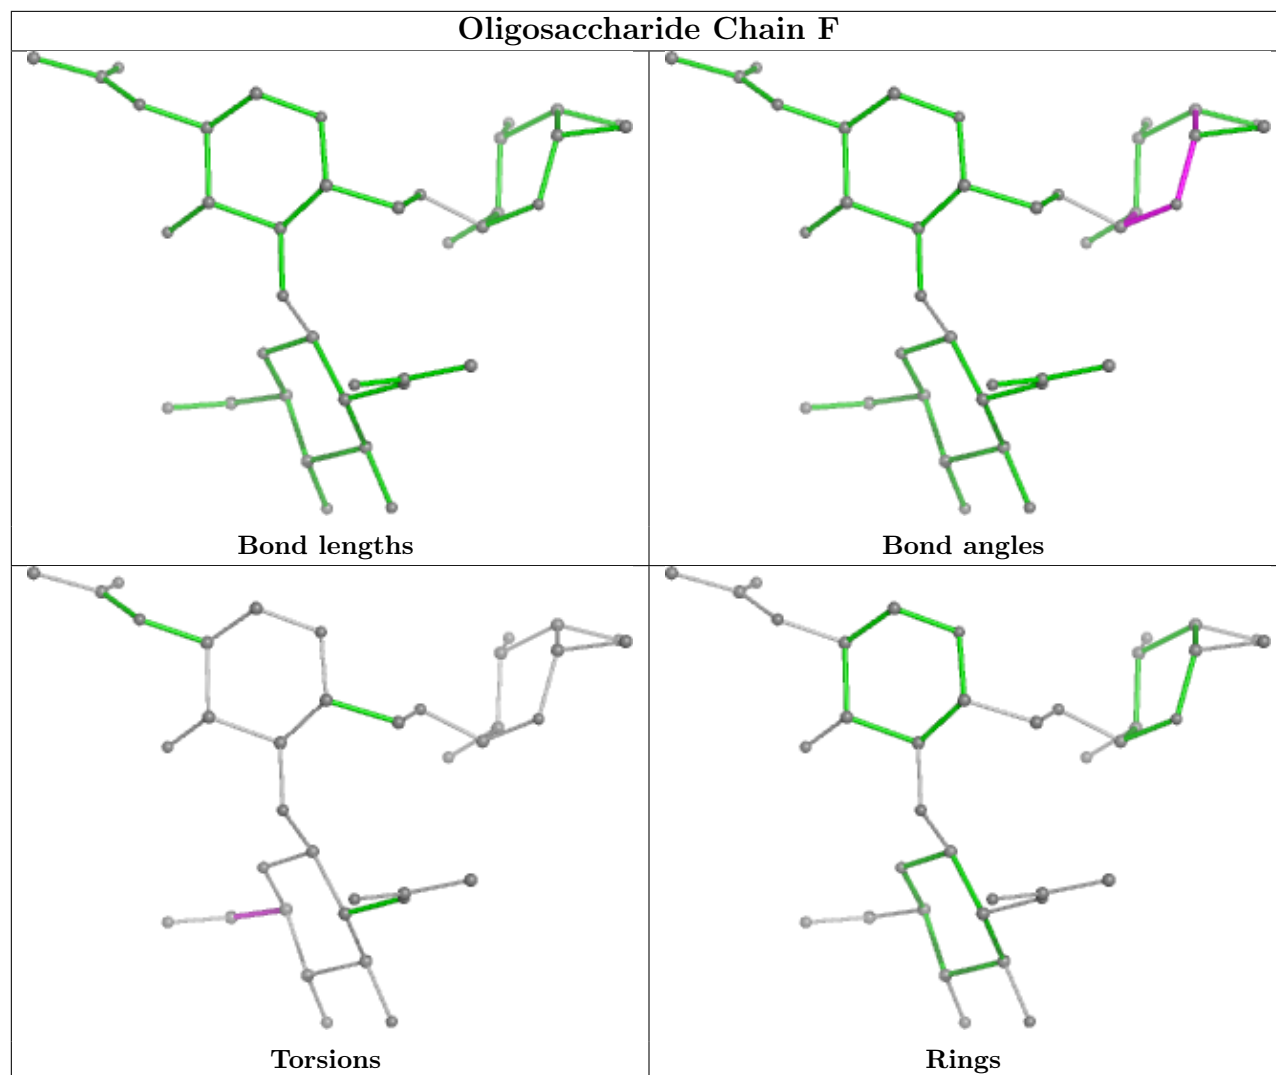 Oligosaccharide Chain F
Bond lengths
Bond angles
Torsions
Rings